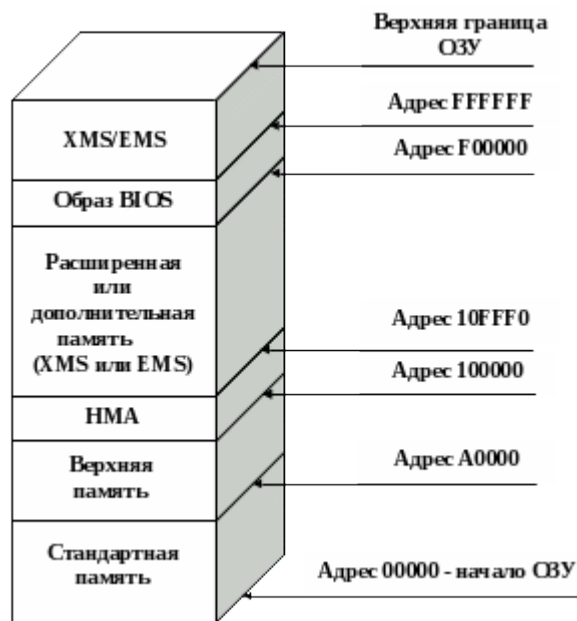 Верхняя граница
ОЗУ
Адрес FFFFFF
XMS/EMS
Адрес F00000
Образ BIOS
Расширенная
или
дополнительная
память
(XMS или EMS)
Адрес 10FFF0
Адрес 100000
HMA
Верхняя
память
Адрес A0000
Стандартная
память
Адрес 00000 - начало ОЗУ